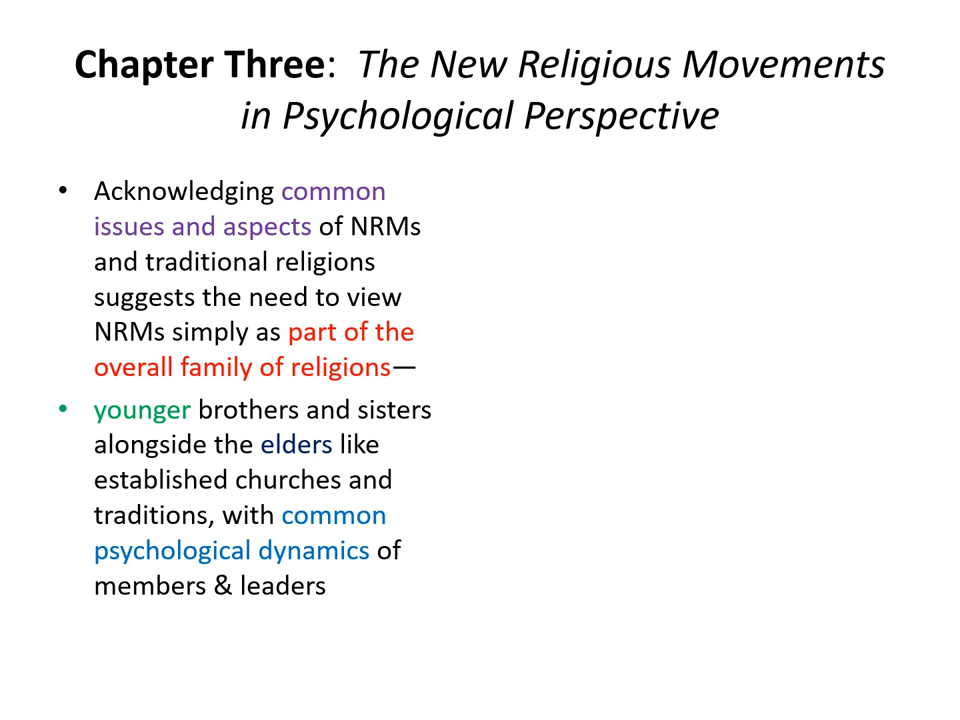 Chapter Three:  The New Religious Movements
in Psychological Perspective
• Acknowledging common
issues and aspects of NRMs
and traditional religions
suggests the need to view
NRMs simply as part of the
overall family of religions—
• younger brothers and sisters
alongside the elders like
established churches and
traditions, with common
psychological dynamics of
members & leaders